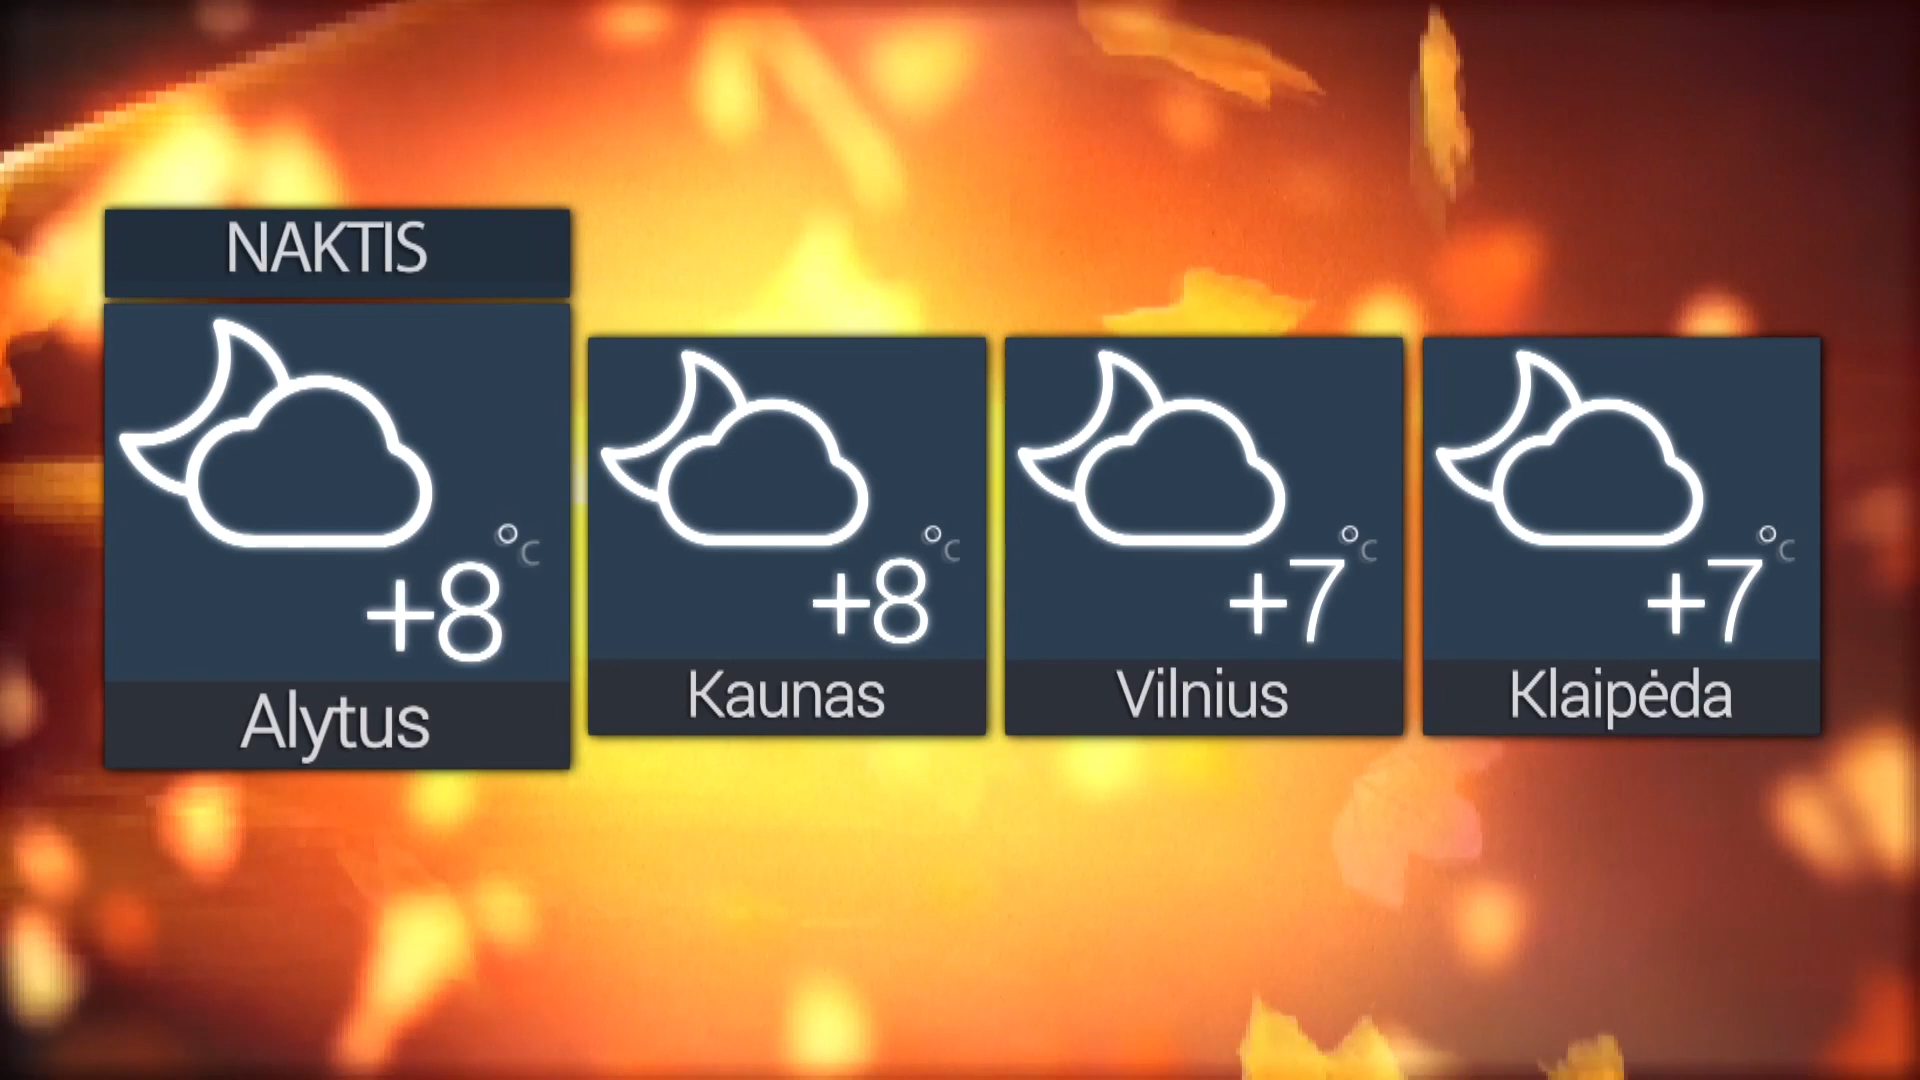 NAKTIS
°C
+8
Alytus
°C
+8
Kaunas
°C
+7
Vilnius
°C
+7
Klaipėda